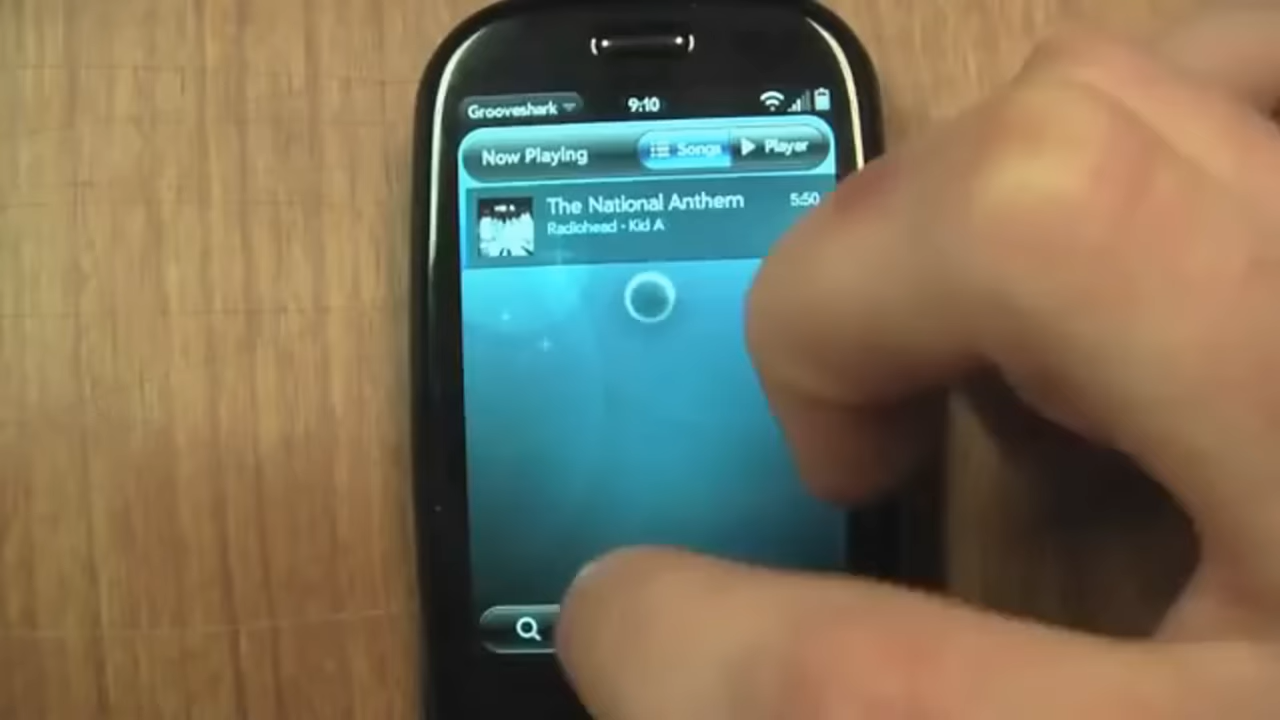 Grooveshark 9:10
Now Playing Songs Player
The National Anthem 5:50
Radiohead • Kid A